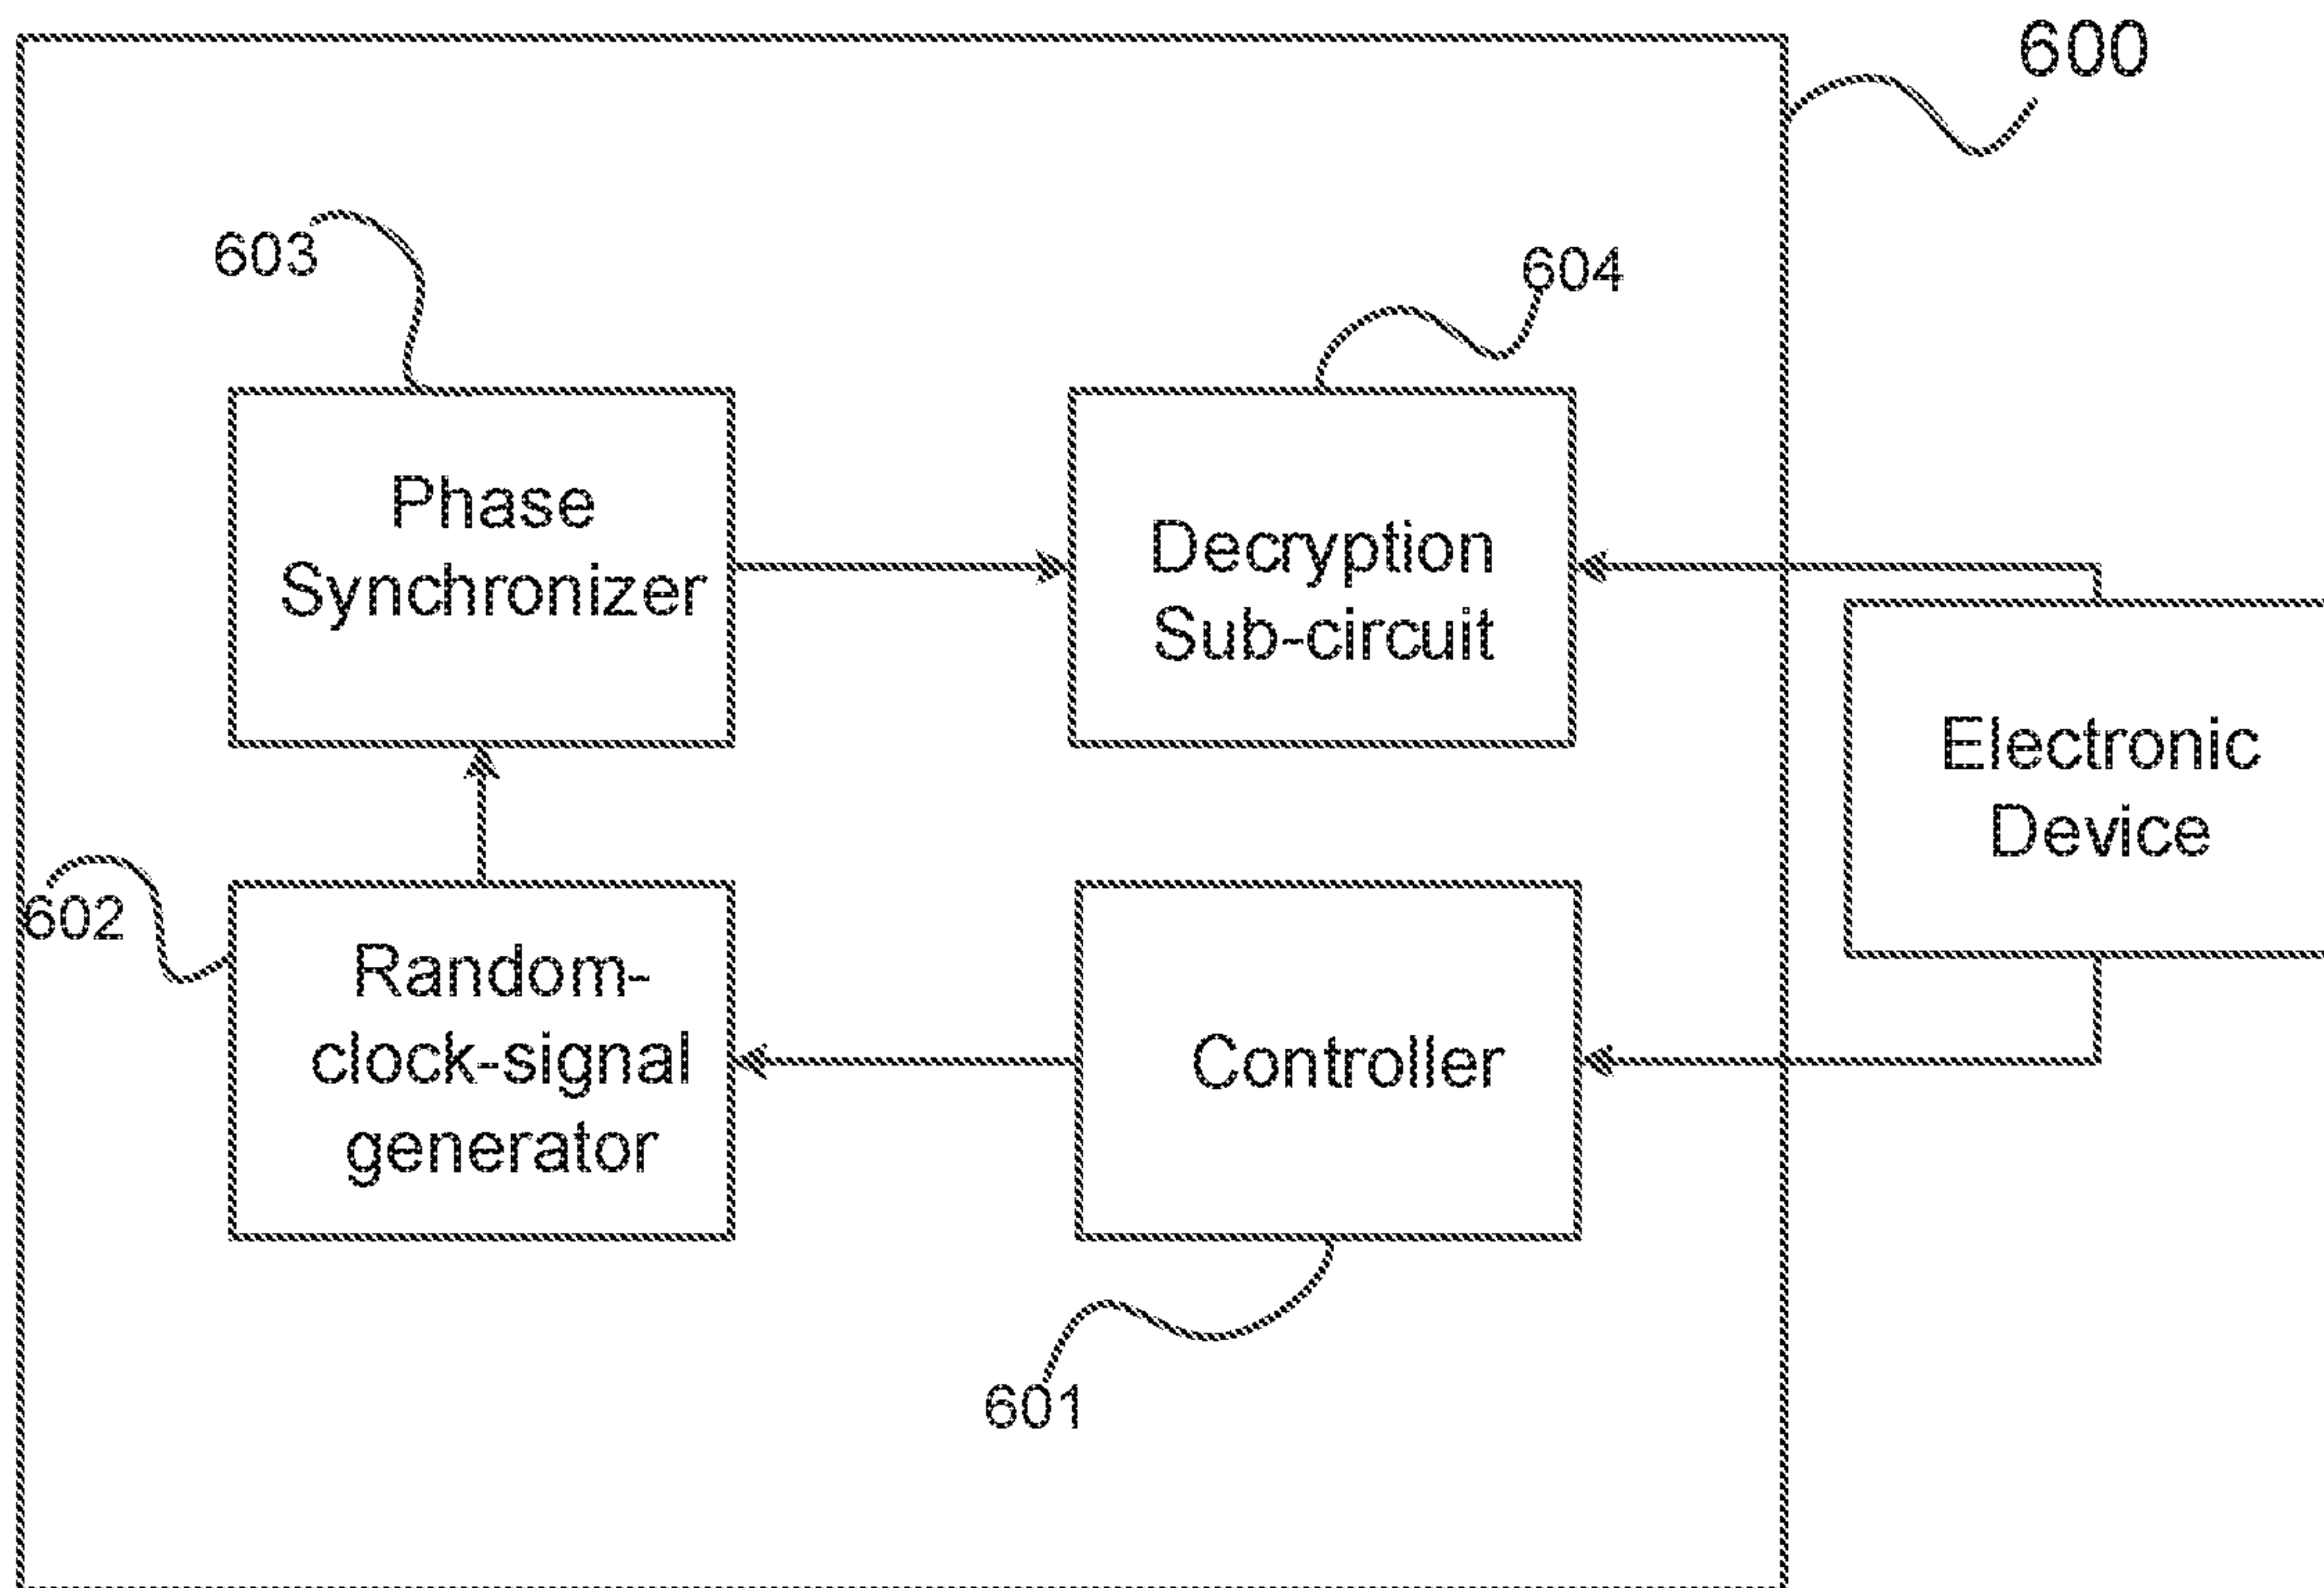 600
603
604
Phase
Synchronizer
Decryption
Sub-circuit
Electronic
Device
602
Random-
clock-signal
generator
Controller
601